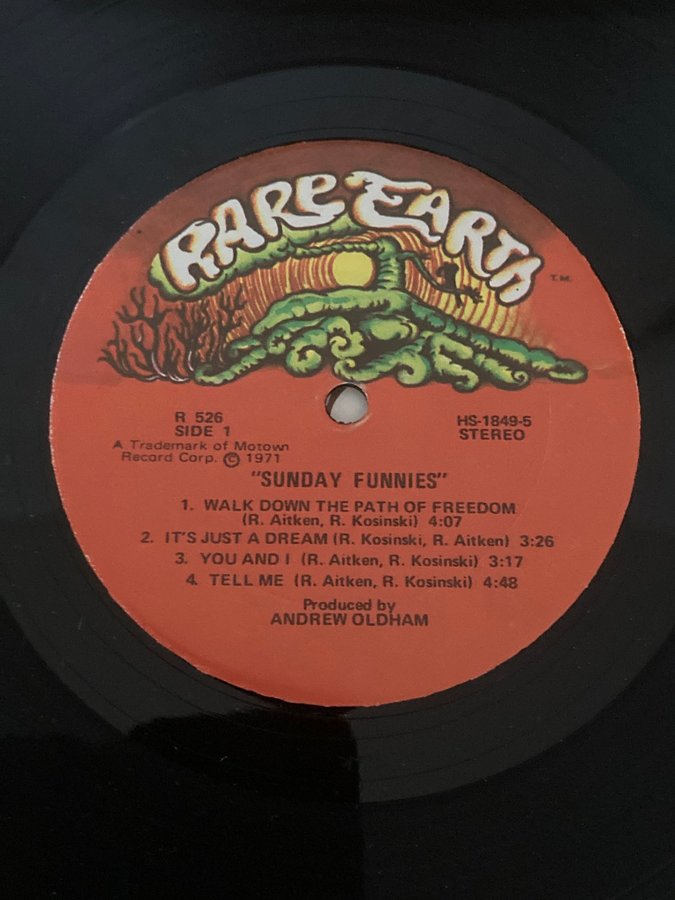 RARE EARTH
T.M.
R 526
SIDE 1
A Trademark of Motown
Record Corp. © 1971
HS-1849-5
STEREO
"SUNDAY FUNNIES"
1. WALK DOWN THE PATH OF FREEDOM
(R. Aitken, R. Kosinski) 4:07
2. IT'S JUST A DREAM (R. Kosinski, R. Aitken) 3:26
3. YOU AND I (R. Aitken, R. Kosinski) 3:17
4. TELL ME (R. Aitken, R. Kosinski) 4:48
Produced by
ANDREW OLDHAM